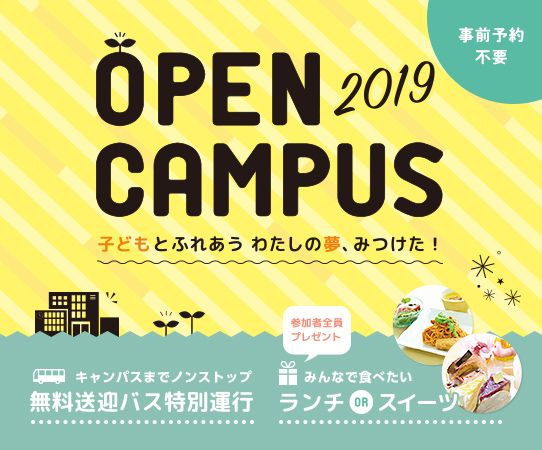 事前予約
不要
OPEN 2019
CAMPUS
子どもとふれあう わたしの夢、みつけた！
参加者全員
プレゼント
キャンパスまでノンストップ
無料送迎バス特別運行
みんなで食べたい
ランチ OR スイーツ